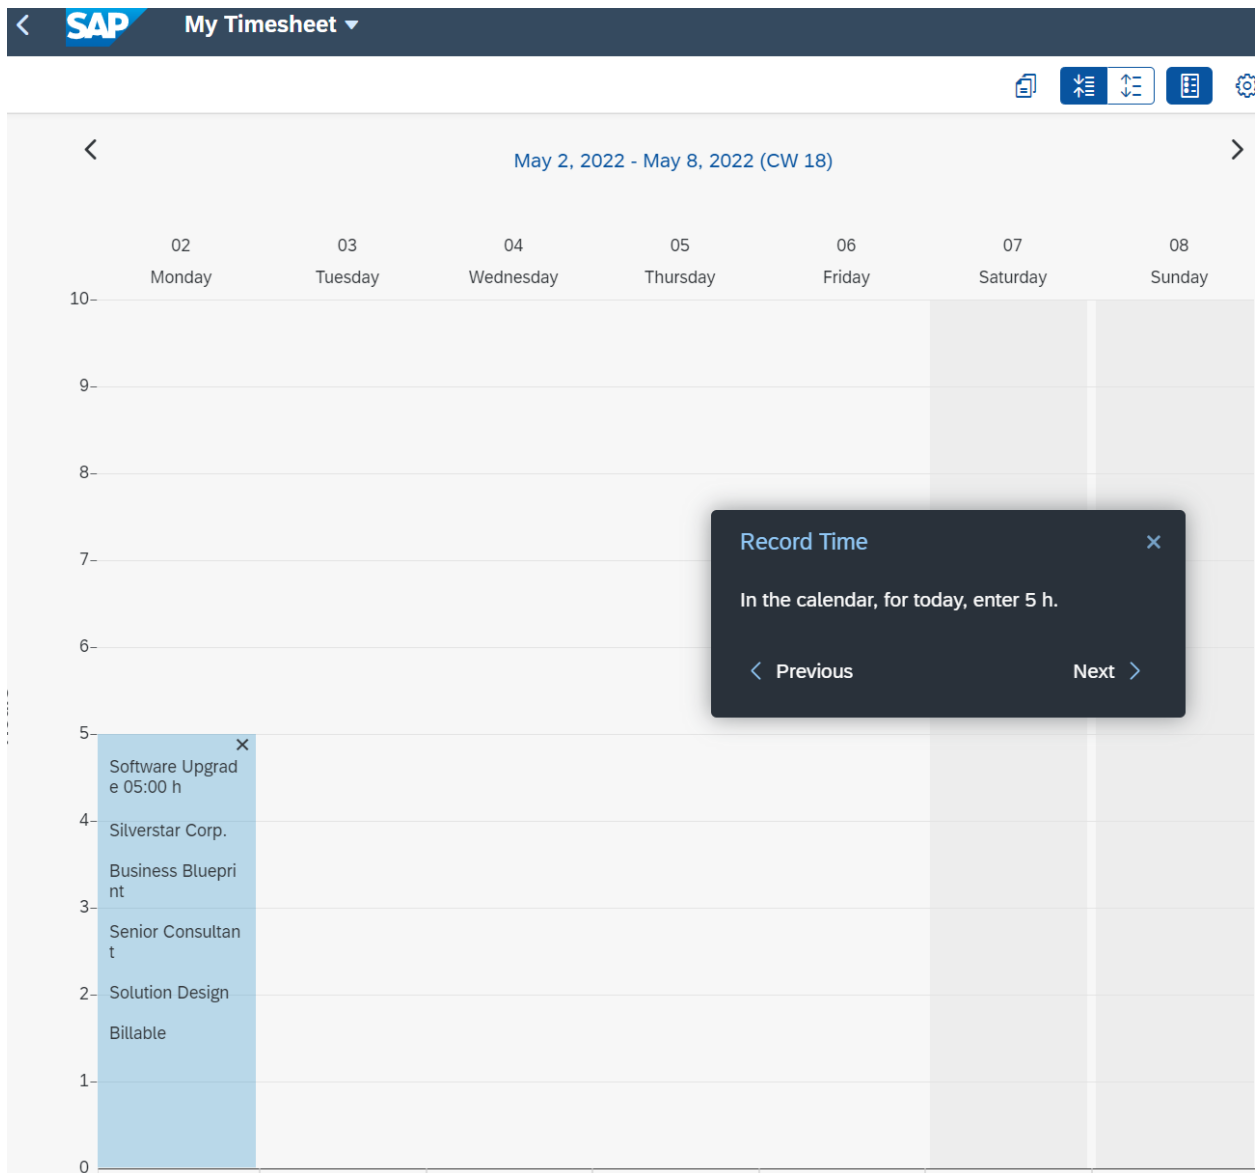 SAP My Timesheet
May 2, 2022 - May 8, 2022 (CW 18)
02 03 04 05 06 07 08
Monday Tuesday Wednesday Thursday Friday Saturday Sunday
10
9
8
7
Record Time
In the calendar, for today, enter 5 h.
Previous Next
6
5
Software Upgrad
e 05:00 h
4
Silverstar Corp.
Business Bluepri
nt
3
Senior Consultan
t
2
Solution Design
Billable
1
0